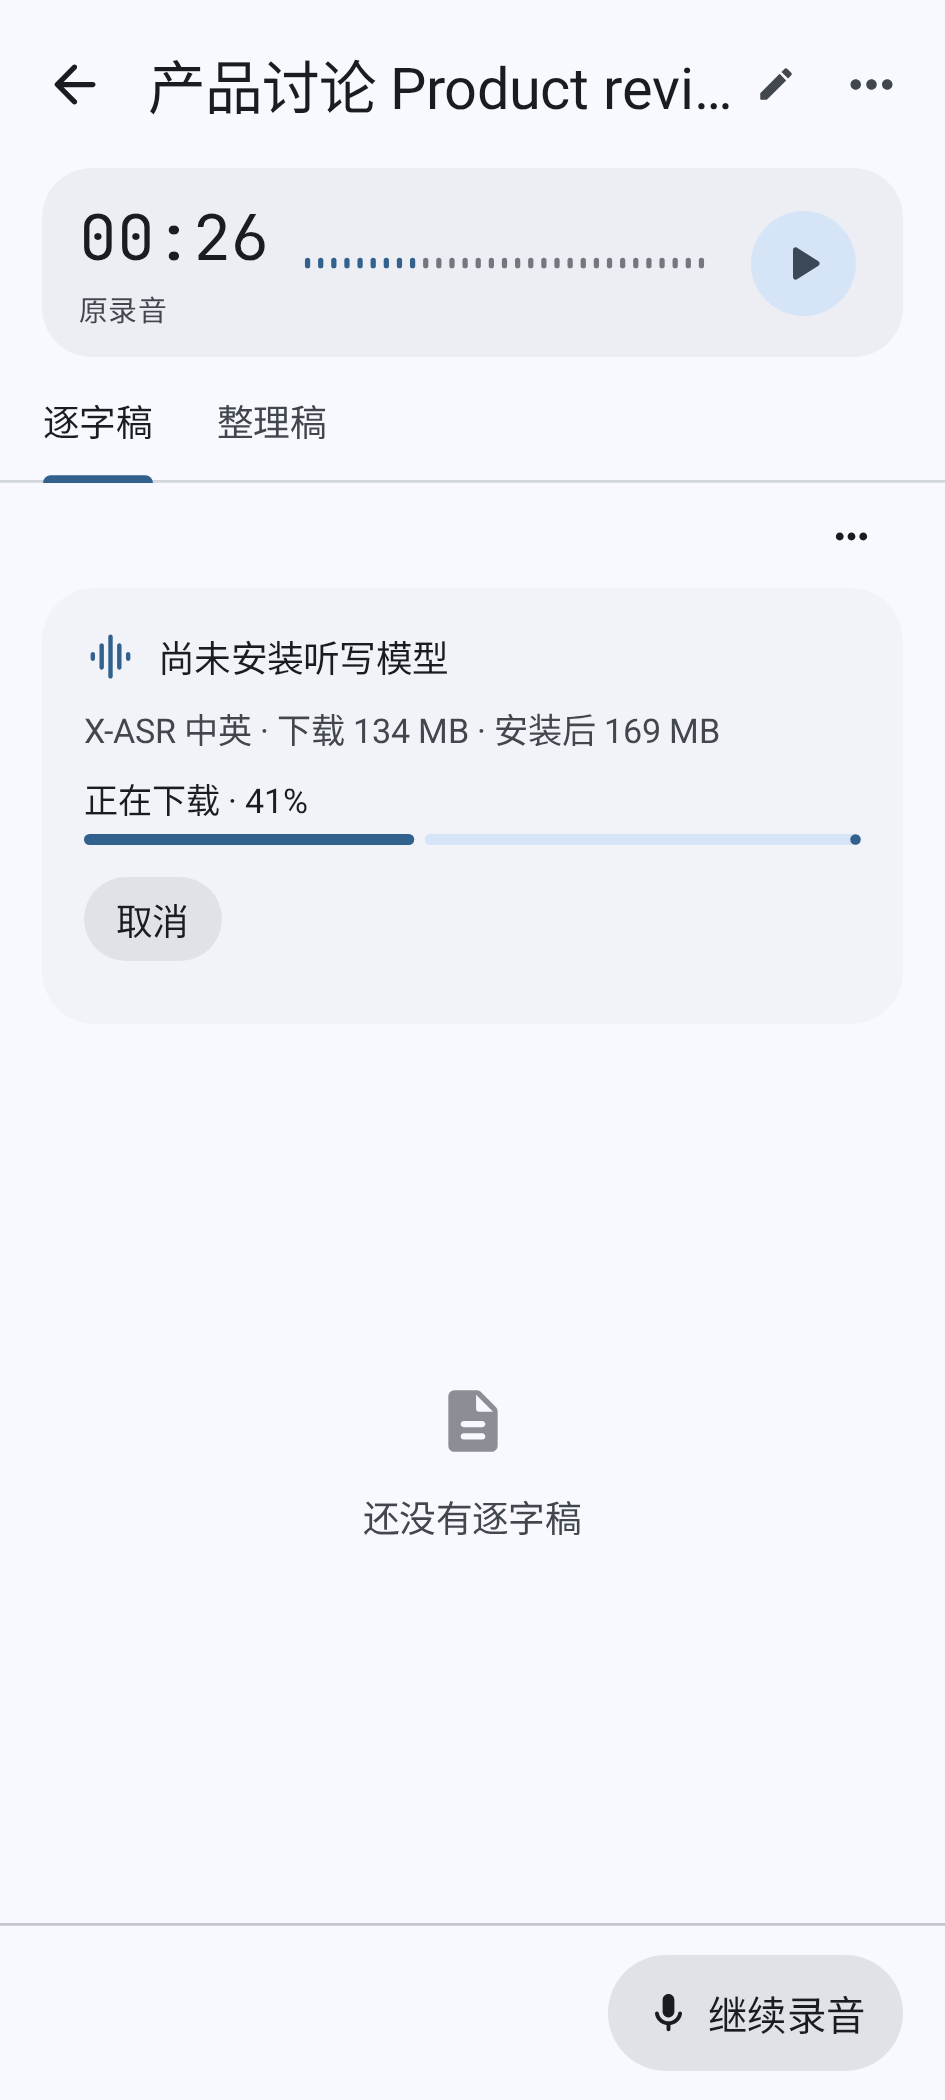 产品讨论 Product revi...
00:26
原录音
逐字稿 整理稿
尚未安装听写模型
X-ASR 中英 · 下载 134 MB · 安装后 169 MB
正在下载 · 41%
取消
还没有逐字稿
继续录音